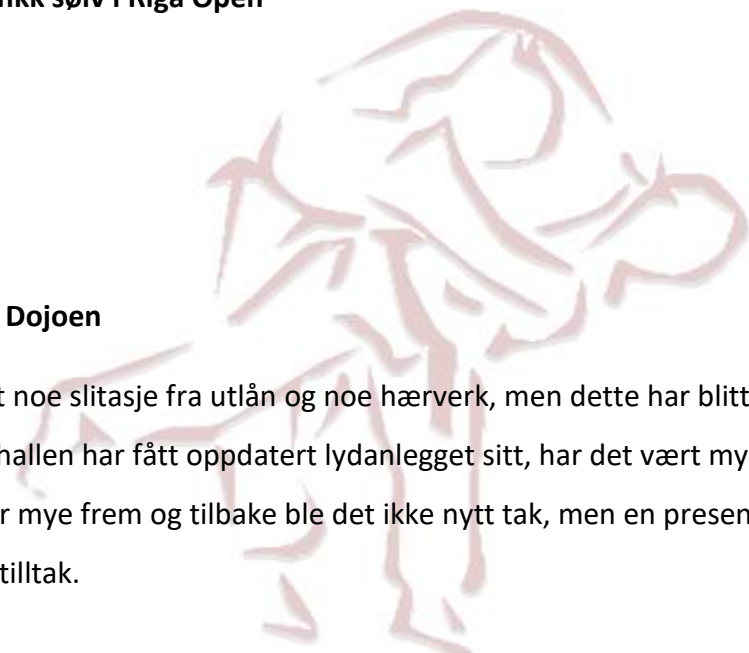 sølv i Riga Open
Dojoen
noe slitasje fra utlån og noe hærverk, men dette har blitt
hallen har fått oppdatert lydanlegget sitt, har det vært my
r mye frem og tilbake ble det ikke nytt tak, men en presen
tilltak.